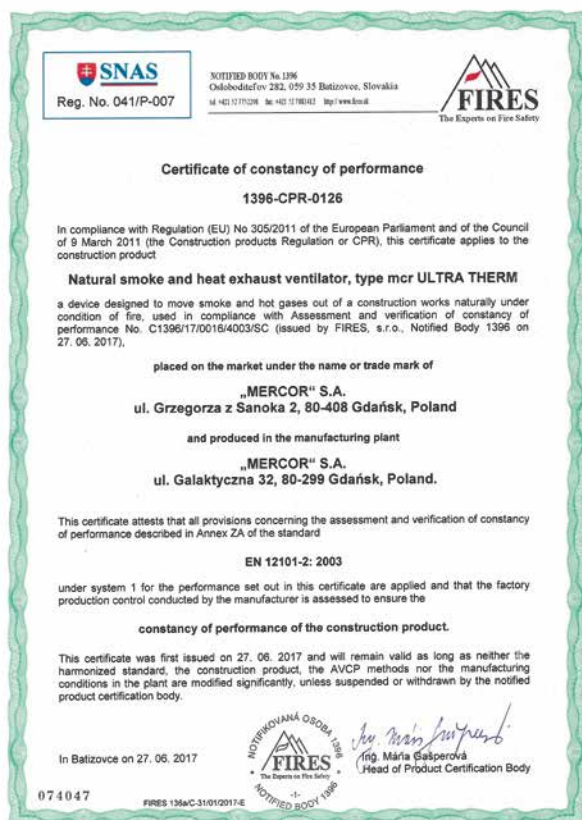 SNAS
Reg. No. 041/P-007
NOTIFIED BODY No. 1396
Osloboditeľov 282, 059 35 Batizovce, Slovakia
FIRES
The Experts on Fire Safety
Certificate of constancy of performance
1396-CPR-0126
In compliance with Regulation (EU) No 305/2011 of the European Parliament and of the Council
of 9 March 2011 (the Construction products Regulation or CPR), this certificate applies to the
construction product
Natural smoke and heat exhaust ventilator, type mcr ULTRA THERM
a device designed to move smoke and hot gases out of a construction works naturally under
condition of fire, used in compliance with Assessment and verification of constancy of
performance No. C1396/17/0016/4003/SC (issued by FIRES, s.r.o., Notified Body 1396 on
27. 06. 2017),
placed on the market under the name or trade mark of
„MERCOR“ S.A.
ul. Grzegorza z Sanoka 2, 80-408 Gdańsk, Poland
and produced in the manufacturing plant
„MERCOR“ S.A.
ul. Galaktyczna 32, 80-299 Gdańsk, Poland.
This certificate attests that all provisions concerning the assessment and verification of constancy
of performance described in Annex ZA of the standard
EN 12101-2: 2003
under system 1 for the performance set out in this certificate are applied and that the factory
production control conducted by the manufacturer is assessed to ensure the
constancy of performance of the construction product.
This certificate was first issued on 27. 06. 2017 and will remain valid as long as neither the
harmonized standard, the construction product, the AVCP methods nor the manufacturing
conditions in the plant are modified significantly, unless suspended or withdrawn by the notified
product certification body.
In Batizovce on 27. 06. 2017
NOTIFIKOVANÁ OSOBA 1396
FIRES
The Experts on Fire Safety
-1-
NOTIFIED BODY 1396
Ing. Mária Gašperová
Head of Product Certification Body
074047
FIRES 136a/C-31/01/2017-E